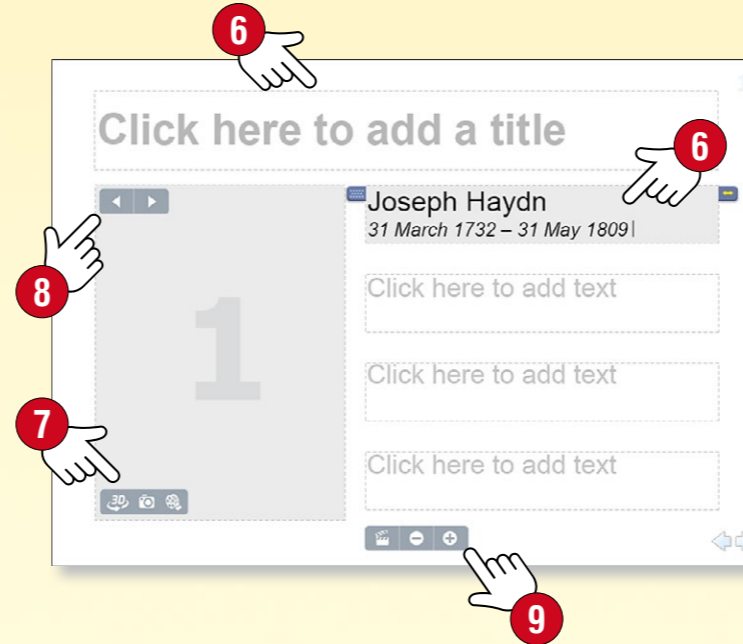 6
Click here to add a title
6
Joseph Haydn
31 March 1732 – 31 May 1809
8
1
Click here to add text
Click here to add text
7
Click here to add text
3D
9